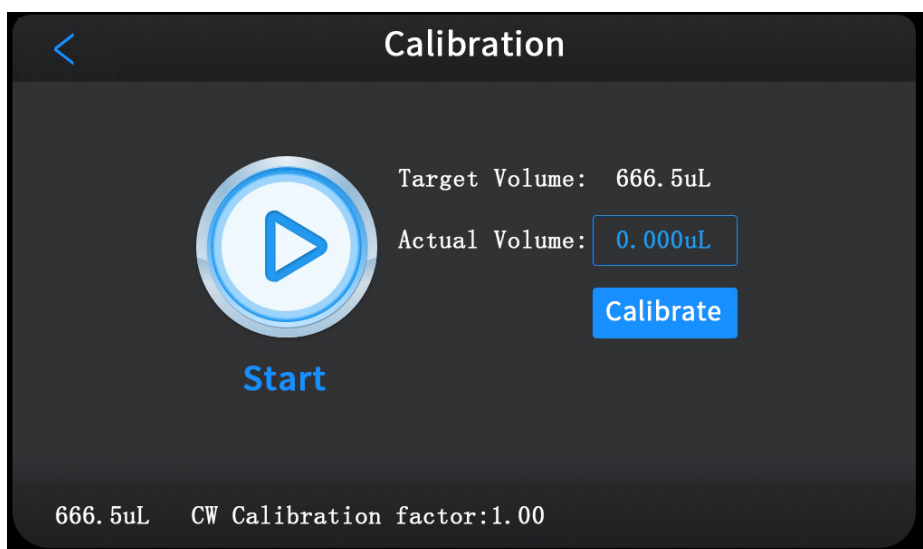 Calibration
Target Volume: 666.5uL
Actual Volume: 0.000uL
Calibrate
Start
666.5uL CW Calibration factor:1.00